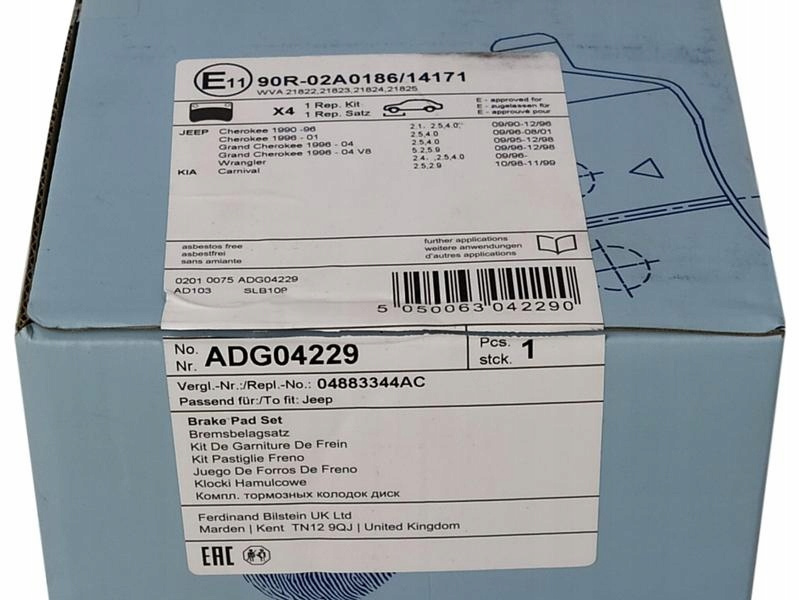 E11 90R-02A0186/14171
WVA 21822,21823,21824,21825
X4 1 Rep. Kit
1 Rep. Satz
E - approved for
E - zugelassen für
E - approuvé pour
JEEP Cherokee 1990 -96 2.1-, 2.5,4.0, 09/90-12/96
Cherokee 1996 - 01 2.5,4.0 09/96-08/01
Grand Cherokee 1996 - 04 2.5,4.0 09/95-12/98
Grand Cherokee 1996 - 04 V8 5.2,5.9 09/96-12/98
Wrangler 2.4-, ,2.5,4.0 09/96-
KIA Carnival 2.5,2.9 10/98-11/99
asbestos free
asbestfrei
sans amiante
further applications
weitere anwendungen
d'autres applications
0201 0075 ADG04229
AD103 SLB10P
5 050063 042290
No.
Nr. ADG04229
Pcs.
stck. 1
Vergl.-Nr.:/Repl.-No.: 04883344AC
Passend für:/To fit: Jeep
Brake Pad Set
Bremsbelagsatz
Kit De Garniture De Frein
Kit Pastiglie Freno
Juego De Forros De Freno
Klocki Hamulcowe
Компл. тормозных колодок диск
Ferdinand Bilstein UK Ltd
Marden | Kent TN12 9QJ | United Kingdom
EAC